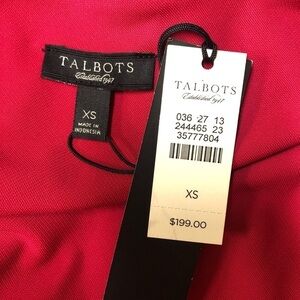 TALBOTS
Established 1947
XS
MADE IN
INDONESIA
TALBOTS
Established 1947
036 27 13
244465 23
35777804
XS
$199.00